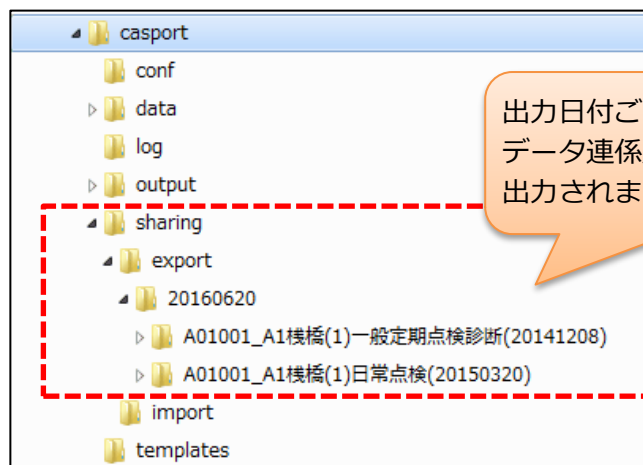 casport
conf
data
log
output
sharing
export
20160620
A01001_A1桟橋(1)一般定期点検診断(20141208)
A01001_A1桟橋(1)日常点検(20150320)
import
templates
出力日付ご
データ連係
出力されま